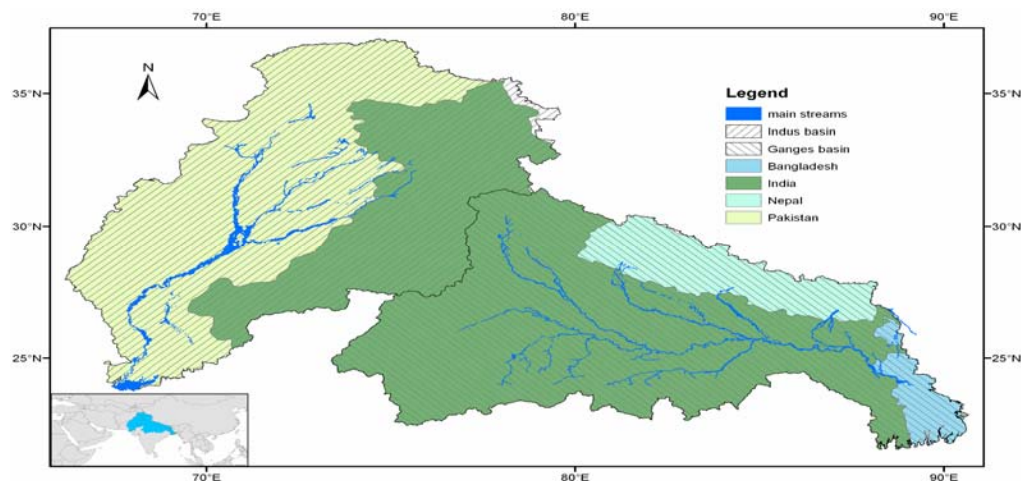 70°E 80°E 90°E
N
35°N 35°N
Legend
main streams
Indus basin
Ganges basin
Bangladesh
India
Nepal
Pakistan
30°N 30°N
25°N 25°N
70°E 80°E 90°E